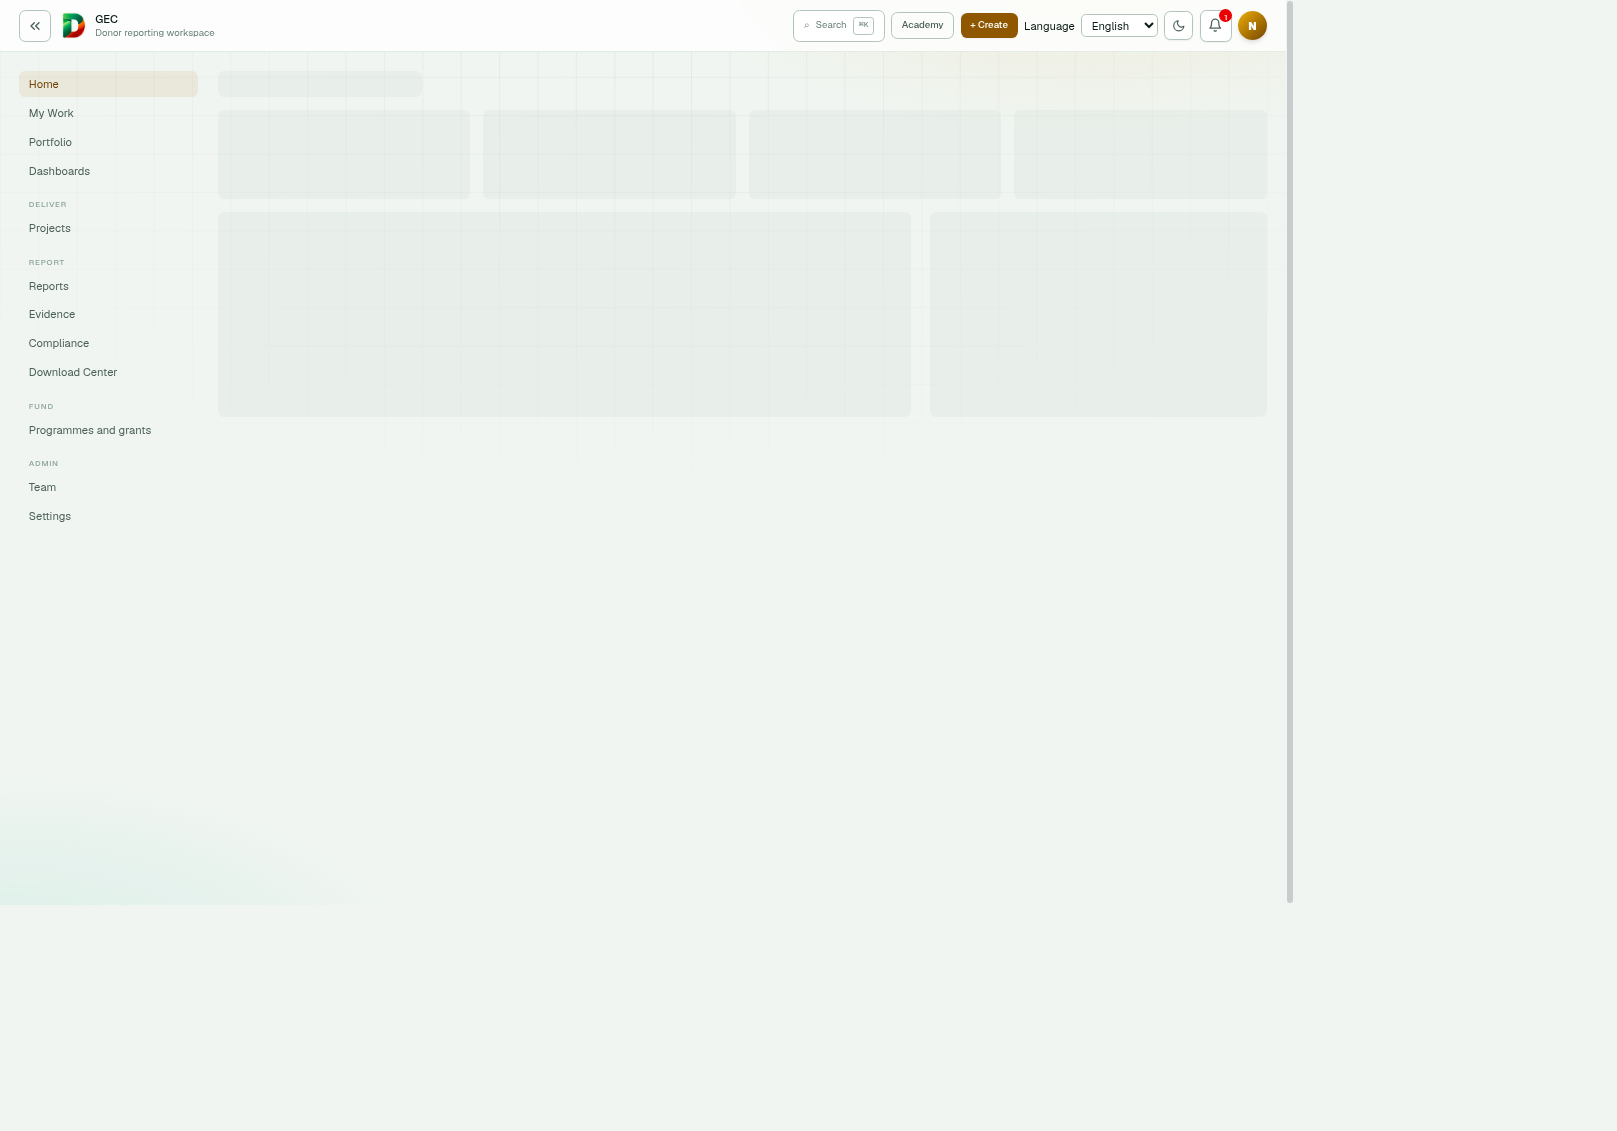 GEC
Donor reporting workspace
Search ⌘K
Academy
+ Create
Language
English
1
N
Home
My Work
Portfolio
Dashboards
DELIVER
Projects
REPORT
Reports
Evidence
Compliance
Download Center
FUND
Programmes and grants
ADMIN
Team
Settings